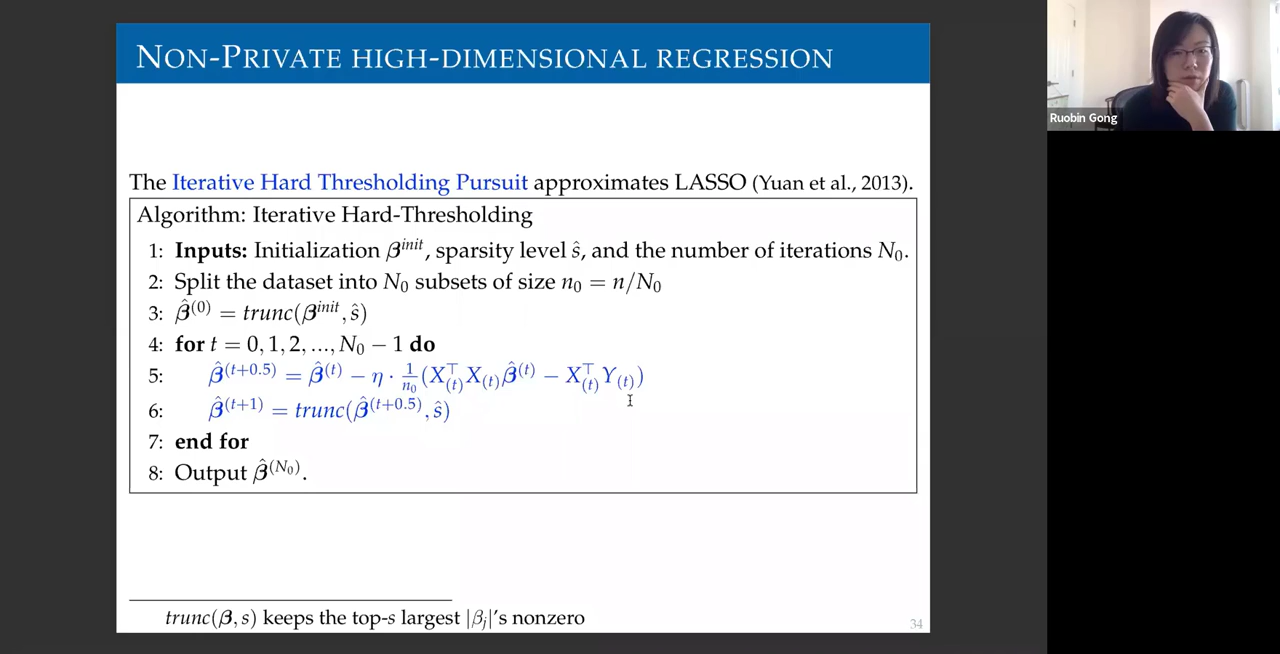 NON-PRIVATE HIGH-DIMENSIONAL REGRESSION
Ruobin Gong
The Iterative Hard Thresholding Pursuit approximates LASSO (Yuan et al., 2013).
Algorithm: Iterative Hard-Thresholding
1: Inputs: Initialization β^{init}, sparsity level ŝ, and the number of iterations N₀.
2: Split the dataset into N₀ subsets of size n₀ = n/N₀
3: β̂^{(0)} = trunc(β^{init}, ŝ)
4: for t = 0, 1, 2, ..., N₀ − 1 do
5: β̂^{(t+0.5)} = β̂^{(t)} − η · 1/n₀ (X_{(t)}^⊤ X_{(t)} β̂^{(t)} − X_{(t)}^⊤ Y_{(t)})
6: β̂^{(t+1)} = trunc(β̂^{(t+0.5)}, ŝ)
7: end for
8: Output β̂^{(N₀)}.
trunc(β, s) keeps the top-s largest |β_j|'s nonzero
34